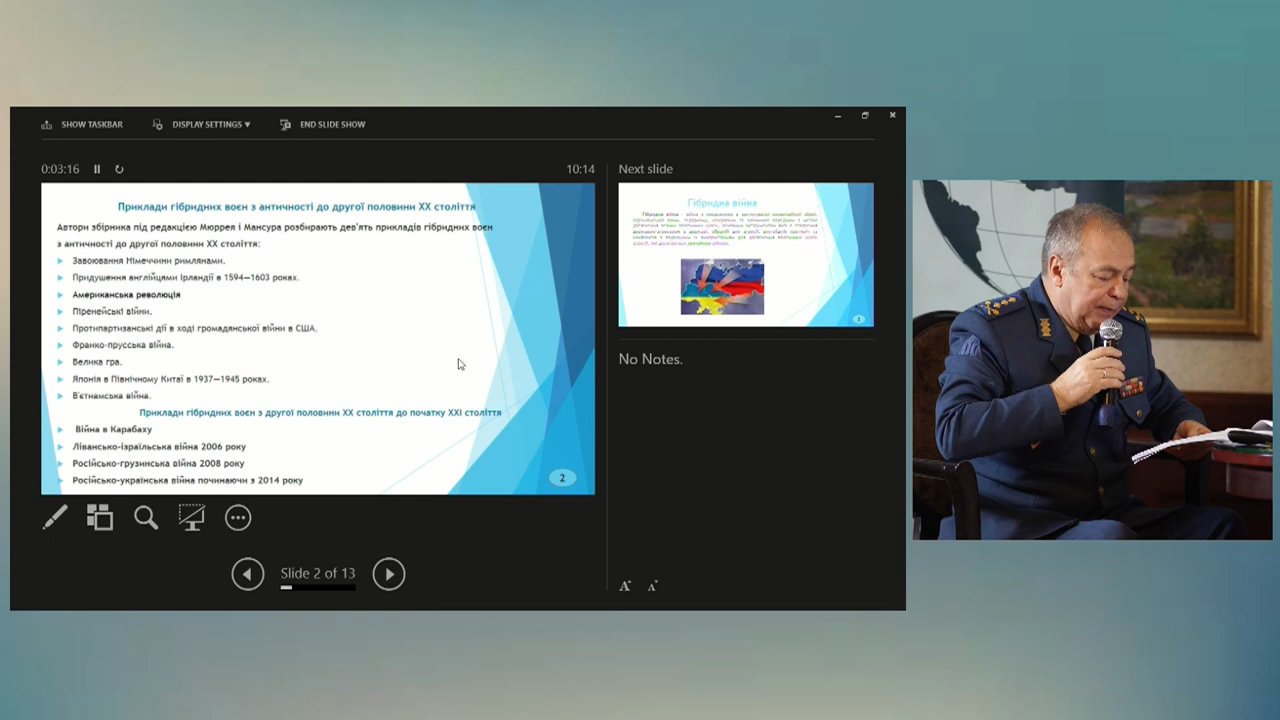 SHOW TASKBAR
DISPLAY SETTINGS ▾
END SLIDE SHOW
0:03:16
10:14
Приклади гібридних воєн з античності до другої половини XX століття
Автори збірника під редакцією Мюррея і Мансура розбирають дев'ять прикладів гібридних воєн
з античності до другої половини XX століття:
Завоювання Німеччини римлянами.
Придушення англійцями Ірландії в 1594—1603 роках.
Американська революція
Піренейські війни.
Протипартизанські дії в ході громадянської війни в США.
Франко-прусська війна.
Велика гра.
Японія в Північному Китаї в 1937—1945 роках.
В'єтнамська війна.
Приклади гібридних воєн з другої половини XX століття до початку XXI століття
Війна в Карабаху
Лівансько-ізраїльська війна 2006 року
Російсько-грузинська війна 2008 року
Російсько-українська війна починаючи з 2014 року
2
Slide 2 of 13
Next slide
Гібридна війна
No Notes.
A
A